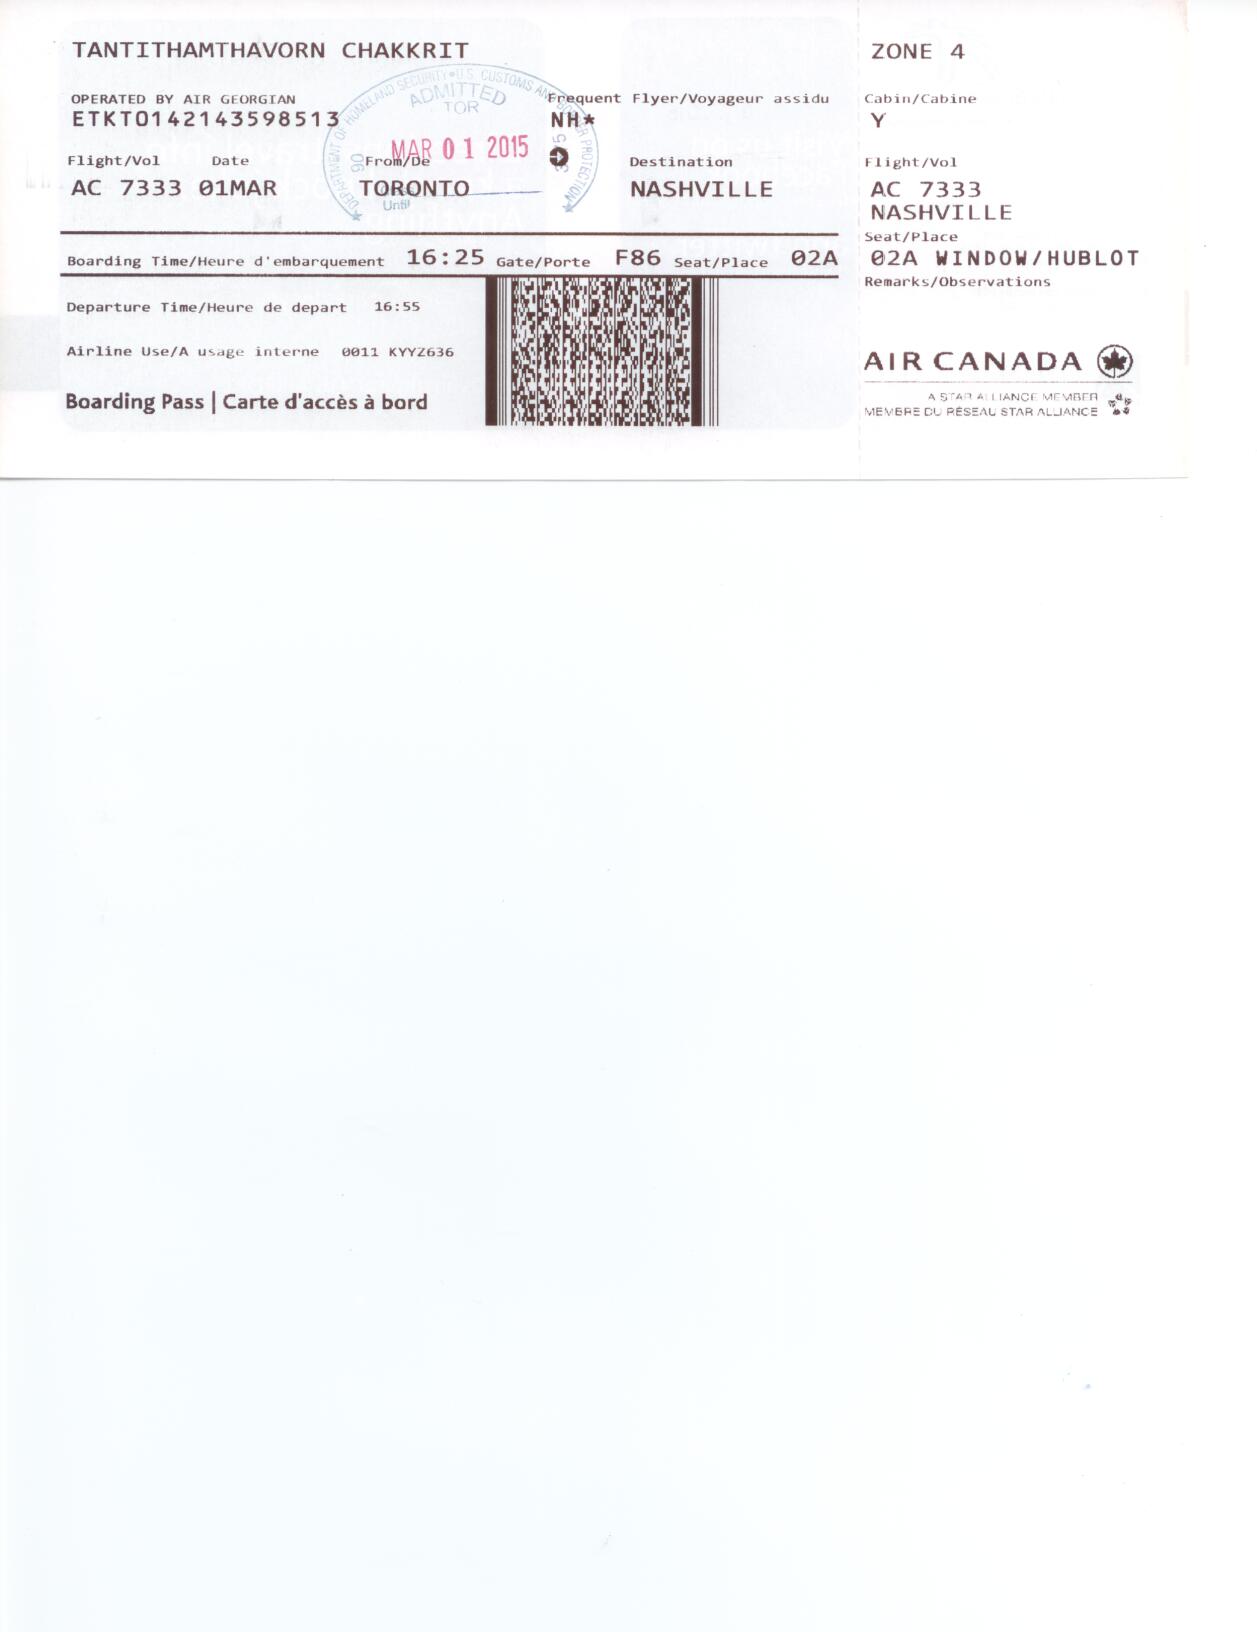 TANTITHAMTHAVORN CHAKKRIT
ZONE 4
DEPARTMENT OF HOMELAND SECURITY • U.S. CUSTOMS AND BORDER PROTECTION
ADMITTED
TOR
MAR 01 2015
90
Until
OPERATED BY AIR GEORGIAN
Frequent Flyer/Voyageur assidu
Cabin/Cabine
ETKT0142143598513
NH*
Y
Flight/Vol Date From/De Destination
Flight/Vol
AC 7333 01MAR TORONTO NASHVILLE
AC 7333
NASHVILLE
Seat/Place
Boarding Time/Heure d'embarquement 16:25 Gate/Porte F86 Seat/Place 02A
02A WINDOW/HUBLOT
Remarks/Observations
Departure Time/Heure de depart 16:55
Airline Use/A usage interne 0011 KYYZ636
Boarding Pass | Carte d'accès à bord
AIR CANADA
A STAR ALLIANCE MEMBER
MEMBRE DU RÉSEAU STAR ALLIANCE